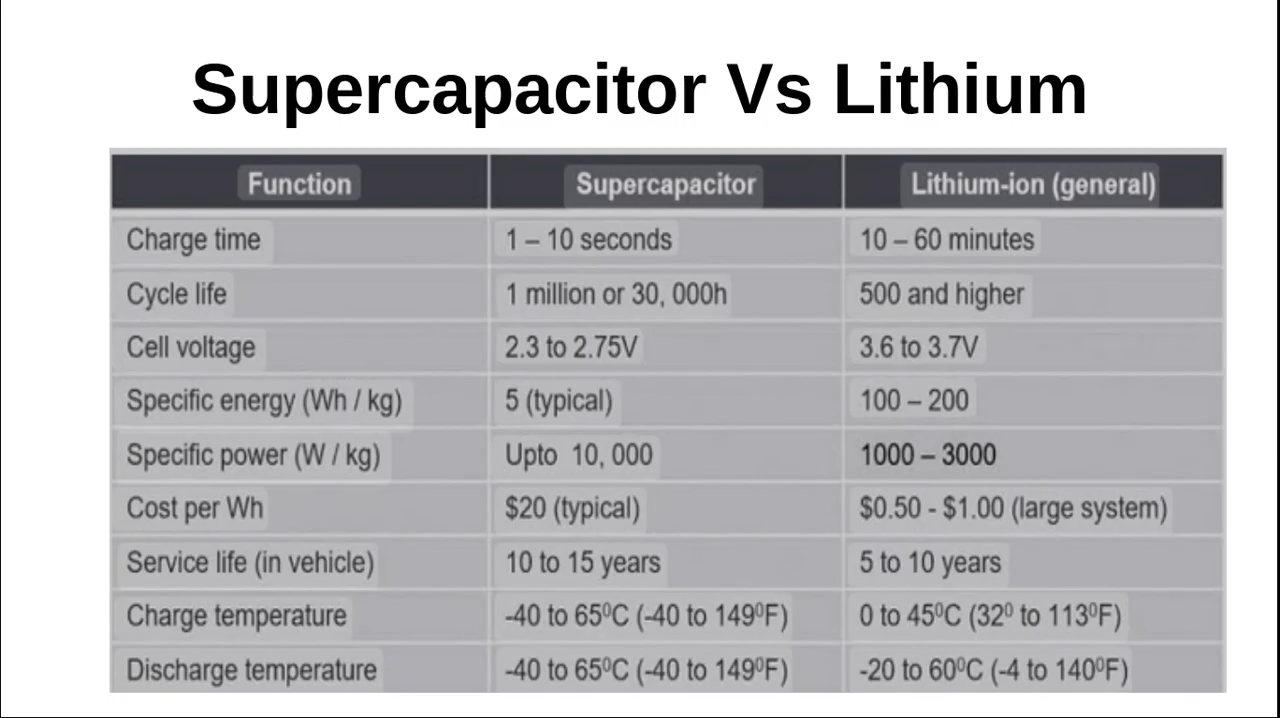 Supercapacitor Vs Lithium
Function Supercapacitor Lithium-ion (general)
Charge time 1 – 10 seconds 10 – 60 minutes
Cycle life 1 million or 30, 000h 500 and higher
Cell voltage 2.3 to 2.75V 3.6 to 3.7V
Specific energy (Wh / kg) 5 (typical) 100 – 200
Specific power (W / kg) Upto 10, 000 1000 – 3000
Cost per Wh $20 (typical) $0.50 - $1.00 (large system)
Service life (in vehicle) 10 to 15 years 5 to 10 years
Charge temperature -40 to 65⁰C (-40 to 149⁰F) 0 to 45⁰C (32⁰ to 113⁰F)
Discharge temperature -40 to 65⁰C (-40 to 149⁰F) -20 to 60⁰C (-4 to 140⁰F)